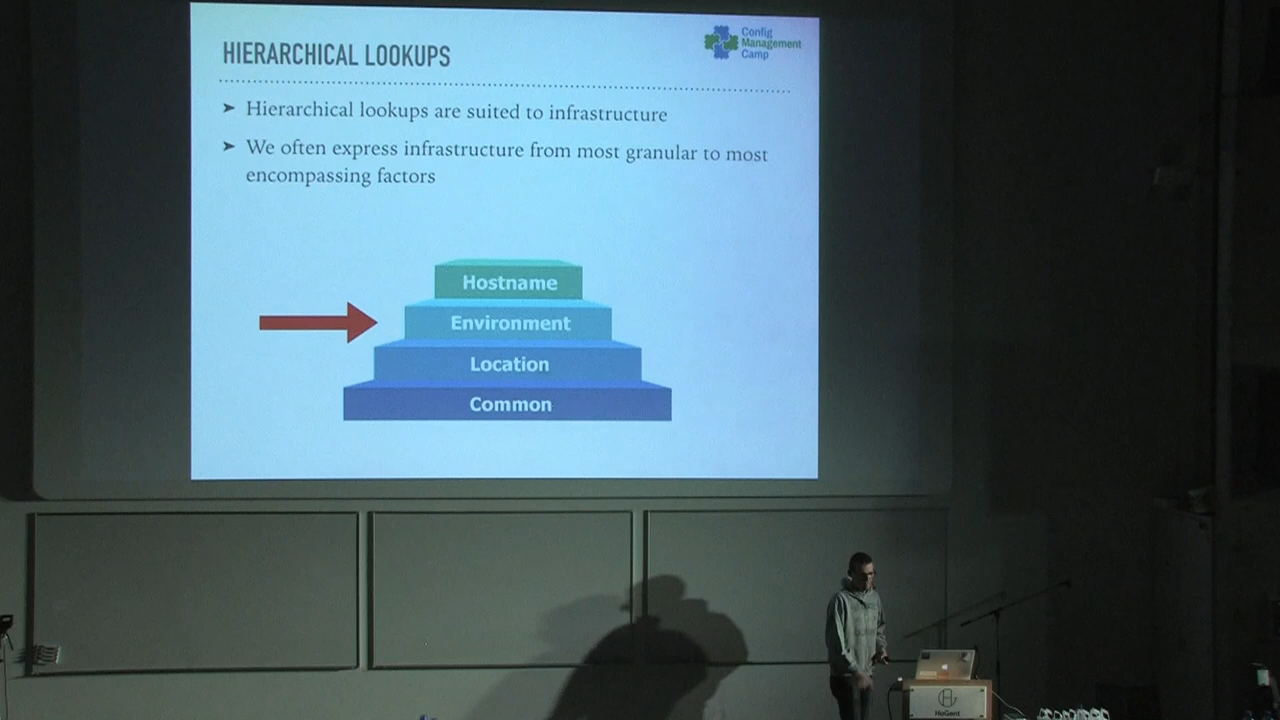 HIERARCHICAL LOOKUPS
Config
Management
Camp
➤ Hierarchical lookups are suited to infrastructure
➤ We often express infrastructure from most granular to most
encompassing factors
Hostname
Environment
Location
Common
HoGent